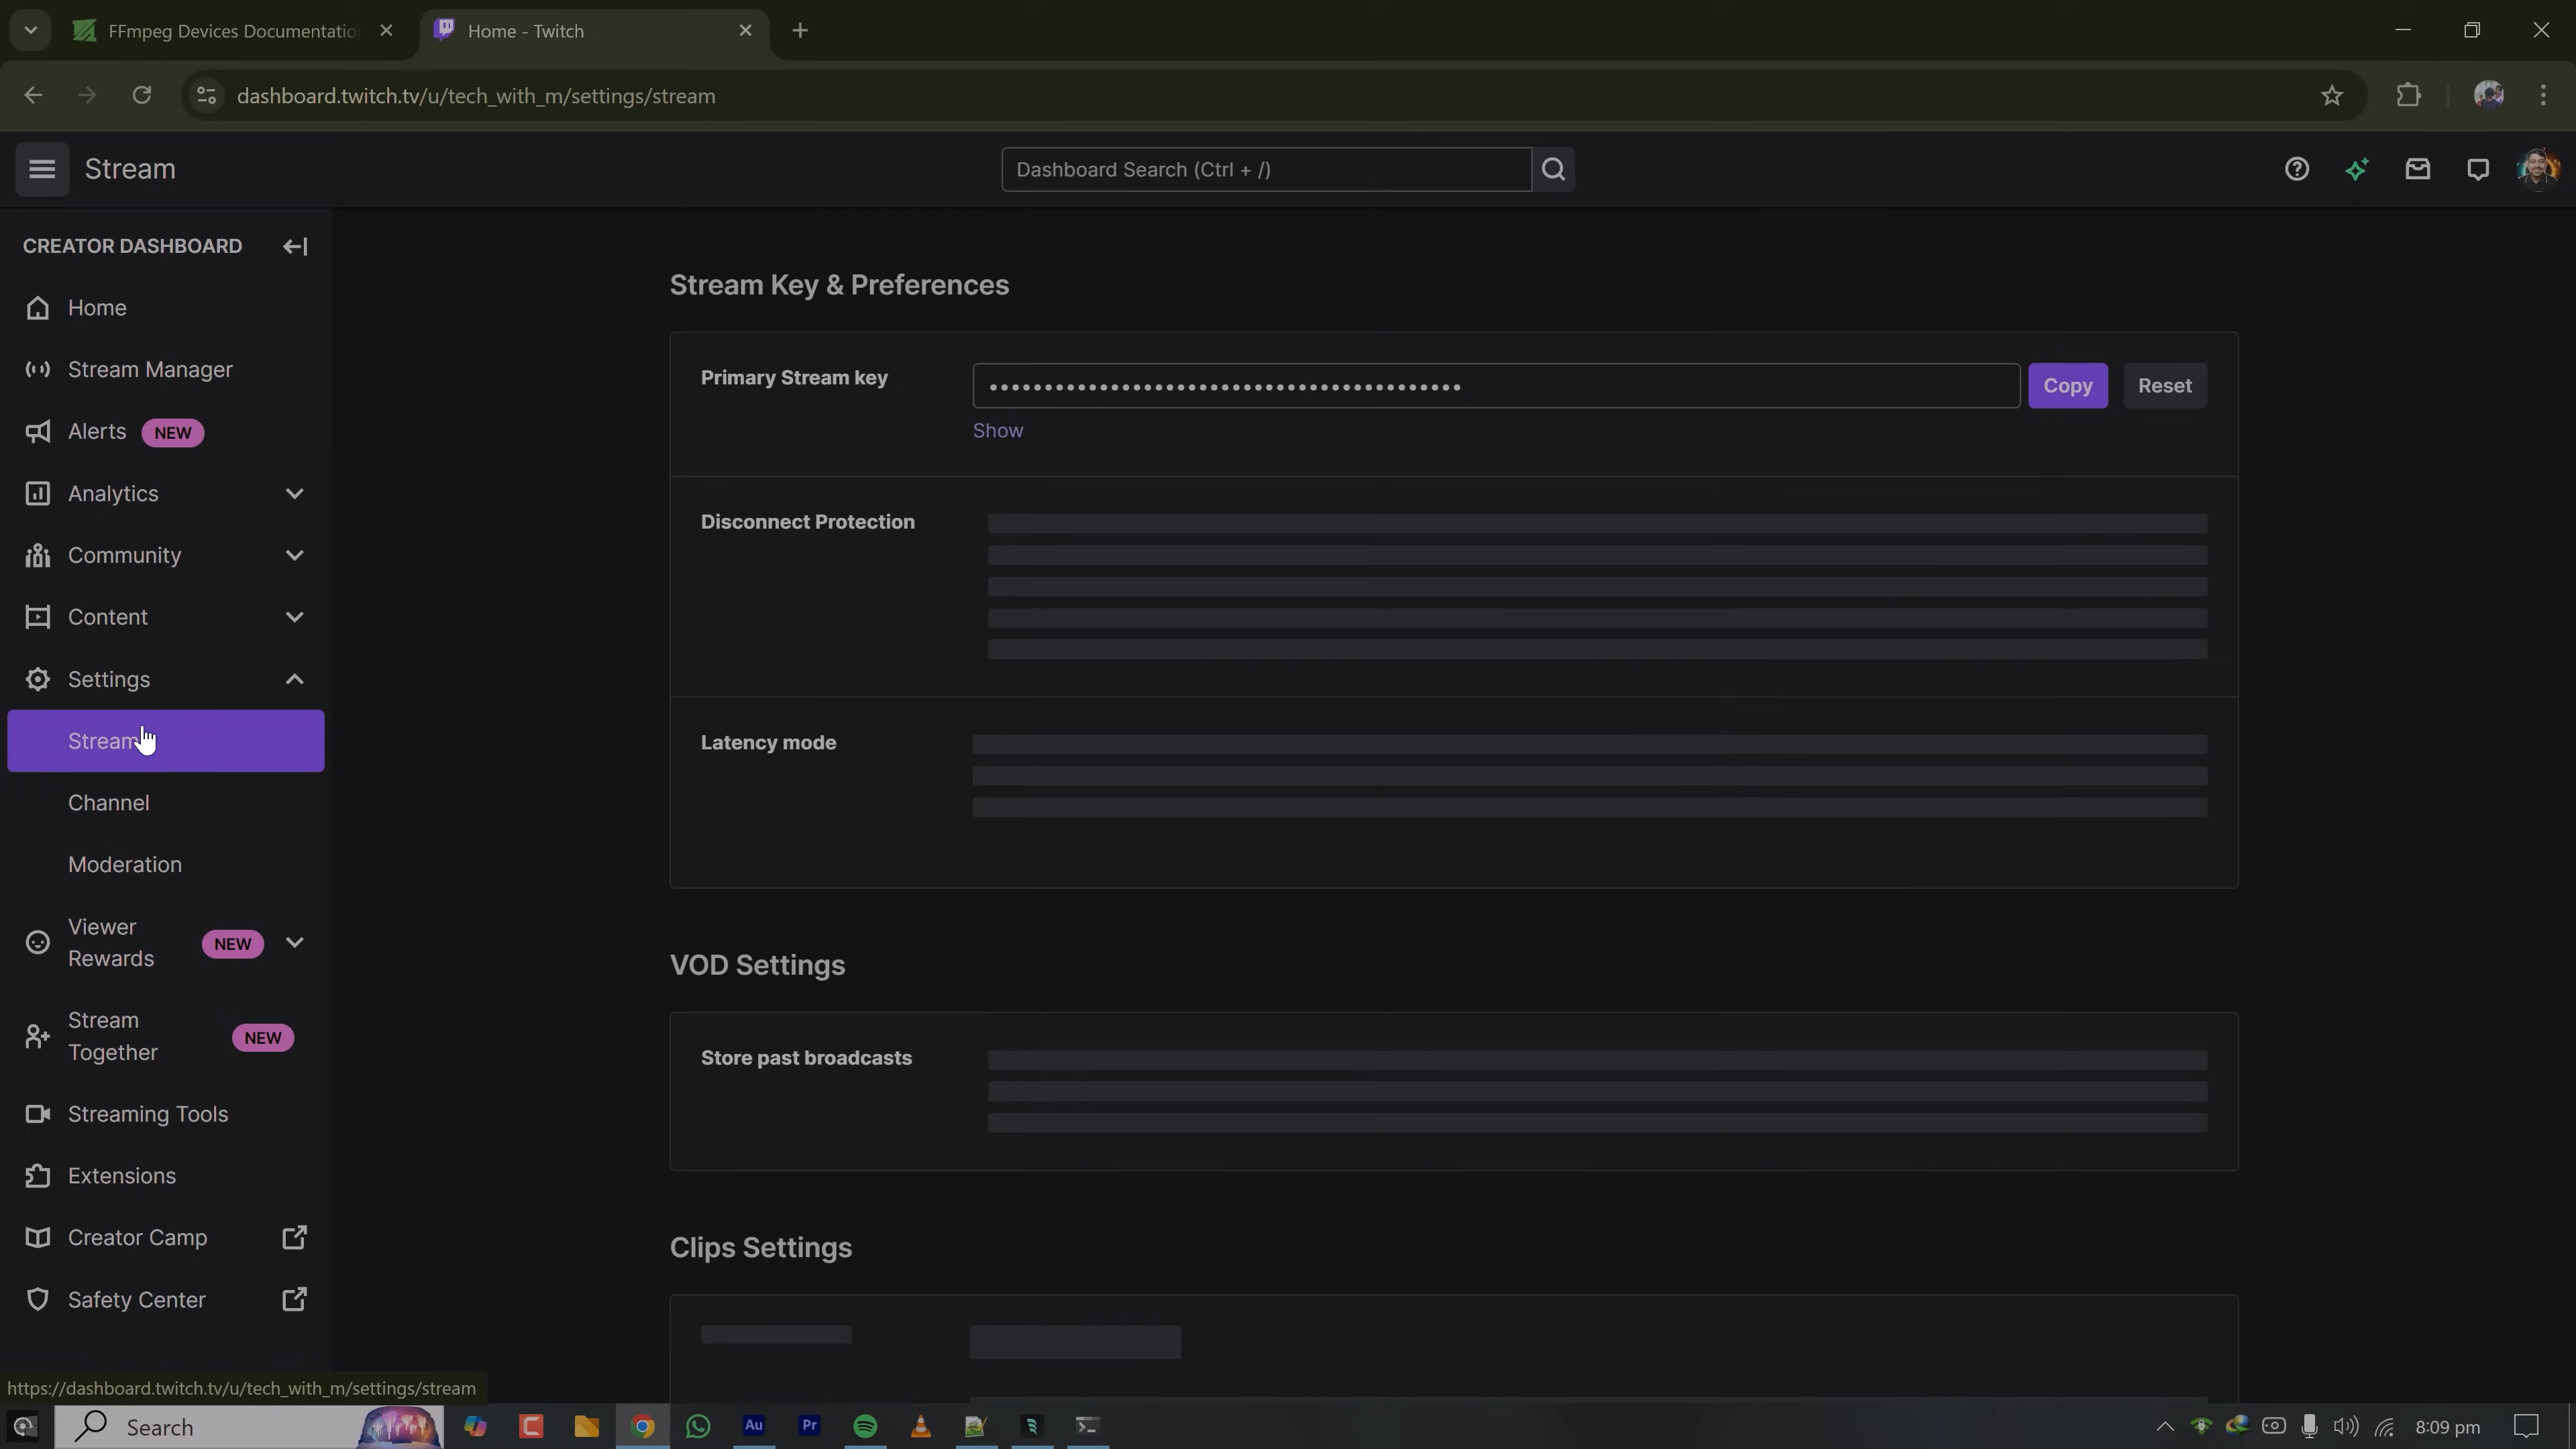 FFmpeg Devices Documentatio
Home - Twitch
dashboard.twitch.tv/u/tech_with_m/settings/stream
Stream
Dashboard Search (Ctrl + /)
CREATOR DASHBOARD
Home
Stream Manager
Alerts NEW
Analytics
Community
Content
Settings
Stream
Channel
Moderation
Viewer
Rewards
NEW
Stream
Together
NEW
Streaming Tools
Extensions
Creator Camp
Safety Center
Stream Key & Preferences
Primary Stream key
Copy
Reset
Show
Disconnect Protection
Latency mode
VOD Settings
Store past broadcasts
Clips Settings
https://dashboard.twitch.tv/u/tech_with_m/settings/stream
Search
Au
Pr
8:09 pm